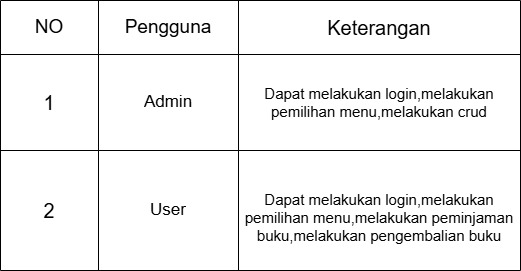 NO Pengguna Keterangan
1 Admin Dapat melakukan login,melakukan
pemilihan menu,melakukan crud
2 User Dapat melakukan login,melakukan
pemilihan menu,melakukan peminjaman
buku,melakukan pengembalian buku